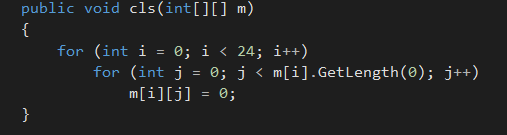 public void cls(int[][] m)
{
    for (int i = 0; i < 24; i++)
        for (int j = 0; j < m[i].GetLength(0); j++)
            m[i][j] = 0;
}